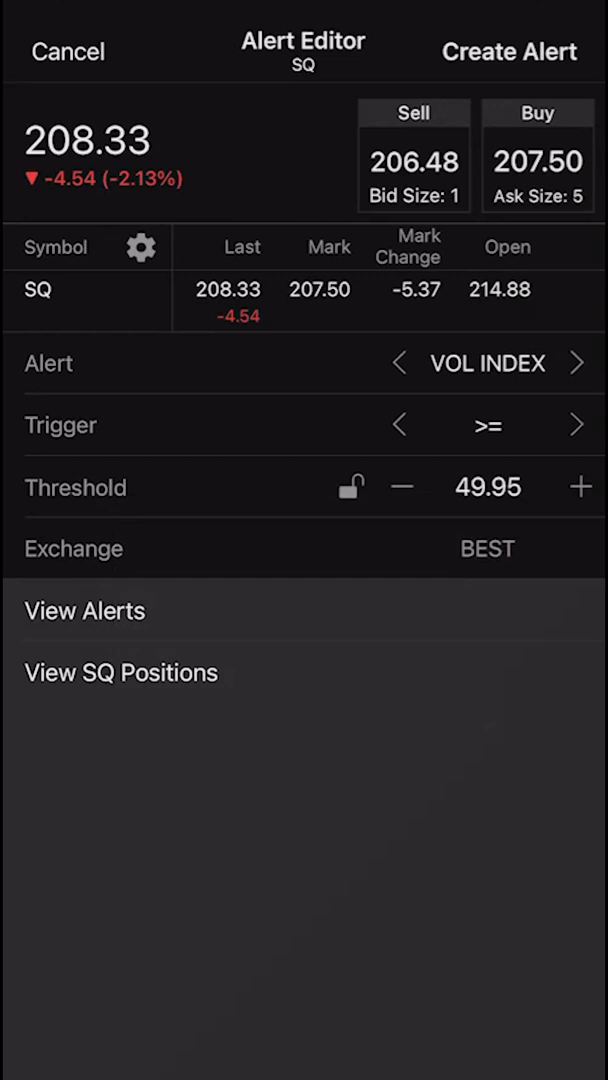 Cancel
Alert Editor
SQ
Create Alert
208.33
▼ -4.54 (-2.13%)
Sell
206.48
Bid Size: 1
Buy
207.50
Ask Size: 5
Symbol Last Mark Mark Change Open
SQ 208.33 207.50 -5.37 214.88
-4.54
Alert < VOL INDEX >
Trigger < >= >
Threshold — 49.95 +
Exchange BEST
View Alerts
View SQ Positions